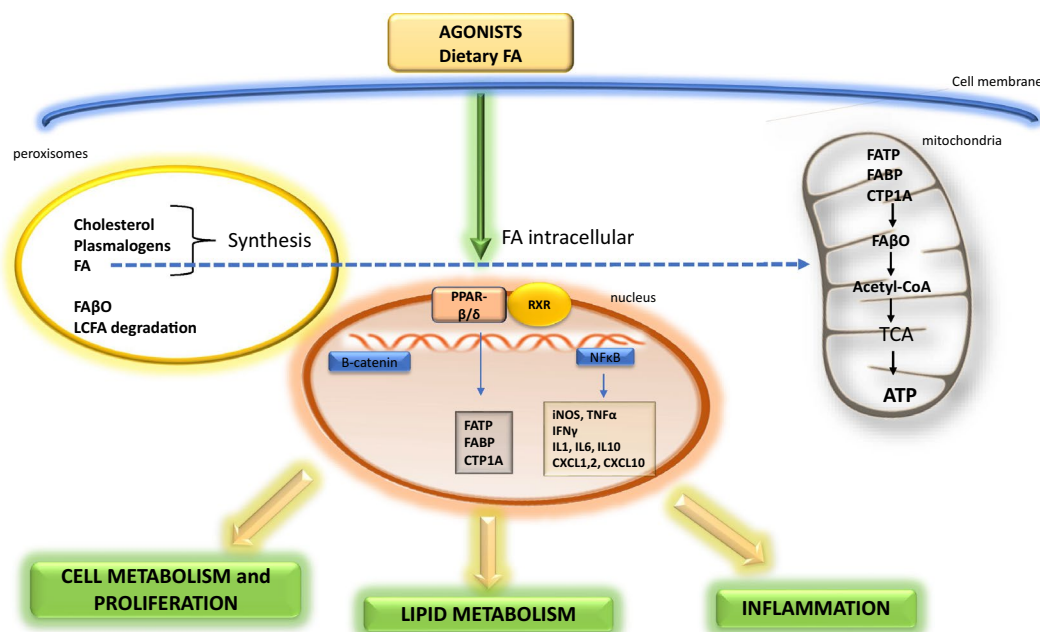 AGONISTS
Dietary FA
Cell membrane
peroxisomes
mitochondria
Cholesterol
Plasmalogens
FA
Synthesis
FAβO
LCFA degradation
FA intracellular
FATP
FABP
CTP1A
FAβO
Acetyl-CoA
TCA
ATP
nucleus
PPAR-
β/δ
RXR
B-catenin
NFκB
FATP
FABP
CTP1A
iNOS, TNFα
IFNγ
IL1, IL6, IL10
CXCL1,2, CXCL10
CELL METABOLISM and
PROLIFERATION
LIPID METABOLISM
INFLAMMATION